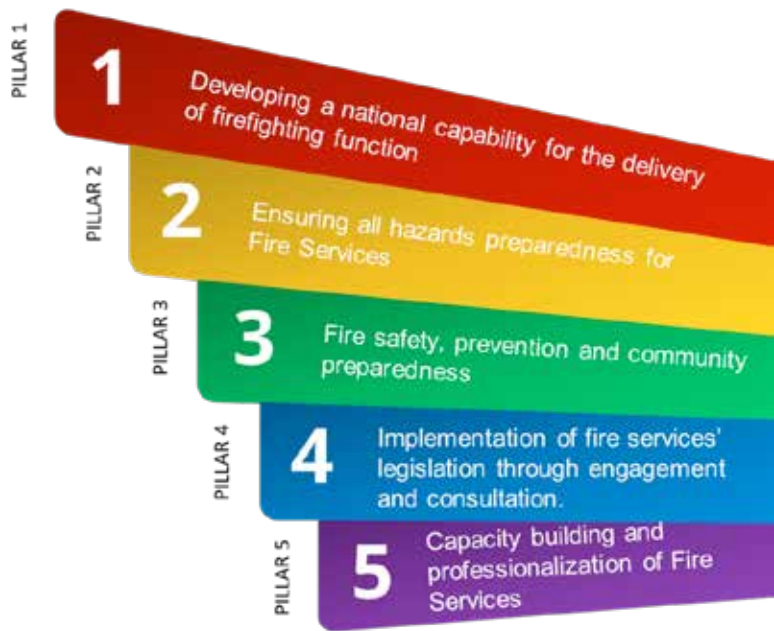 PILLAR 1
1
Developing a national capability for the delivery
of firefighting function
PILLAR 2
2
Ensuring all hazards preparedness for
Fire Services
PILLAR 3
3
Fire safety, prevention and community
preparedness
PILLAR 4
4
Implementation of fire services'
legislation through engagement
and consultation.
PILLAR 5
5
Capacity building and
professionalization of Fire
Services